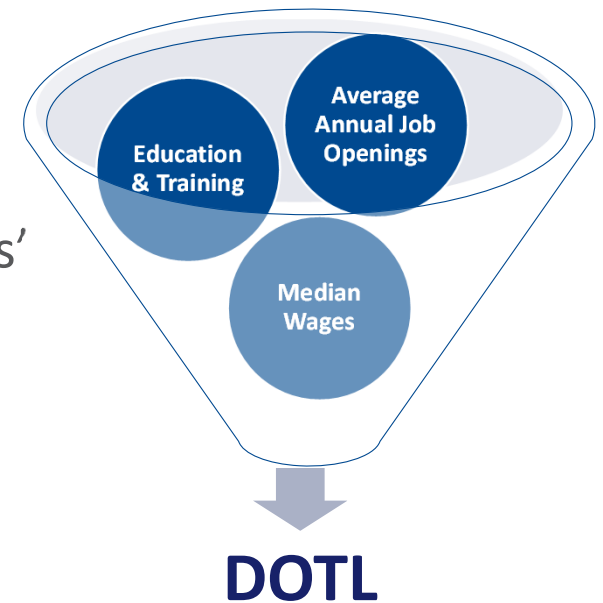 Average
Annual Job
Openings
Education
& Training
s’
Median
Wages
DOTL